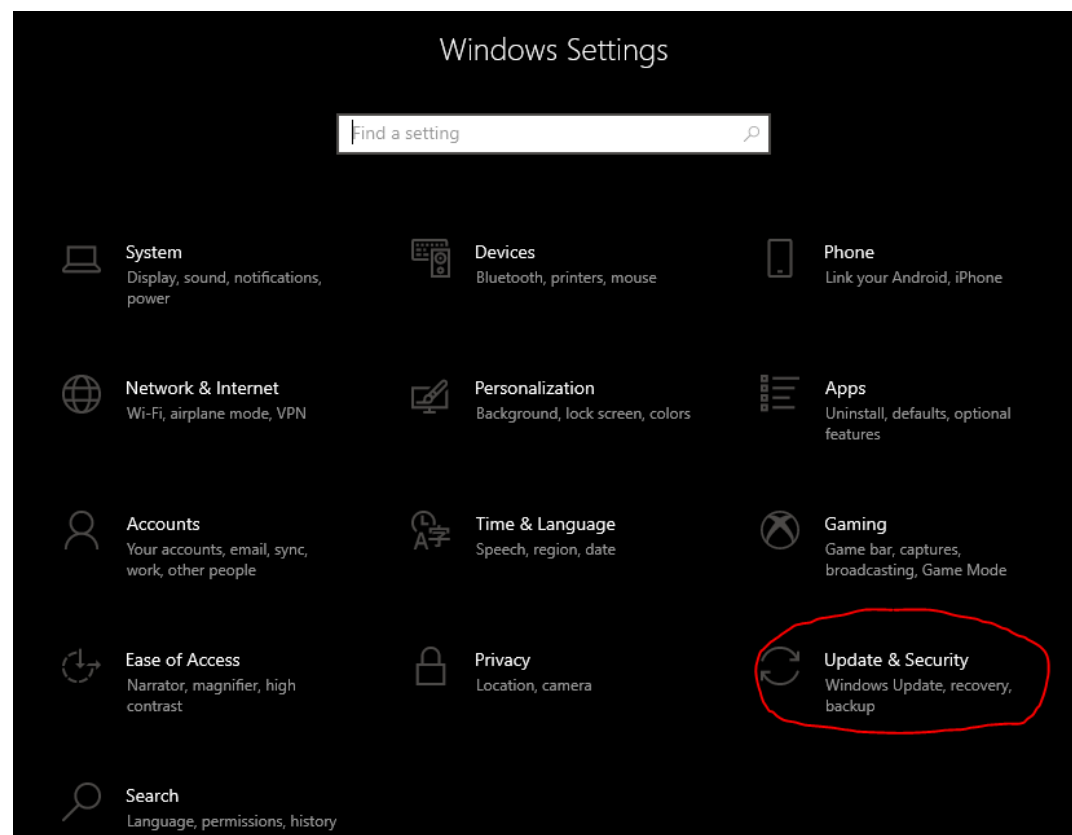 Windows Settings
Find a setting
System
Display, sound, notifications,
power
Devices
Bluetooth, printers, mouse
Phone
Link your Android, iPhone
Network & Internet
Wi-Fi, airplane mode, VPN
Personalization
Background, lock screen, colors
Apps
Uninstall, defaults, optional
features
Accounts
Your accounts, email, sync,
work, other people
Time & Language
Speech, region, date
Gaming
Game bar, captures,
broadcasting, Game Mode
Ease of Access
Narrator, magnifier, high
contrast
Privacy
Location, camera
Update & Security
Windows Update, recovery,
backup
Search
Language, permissions, history